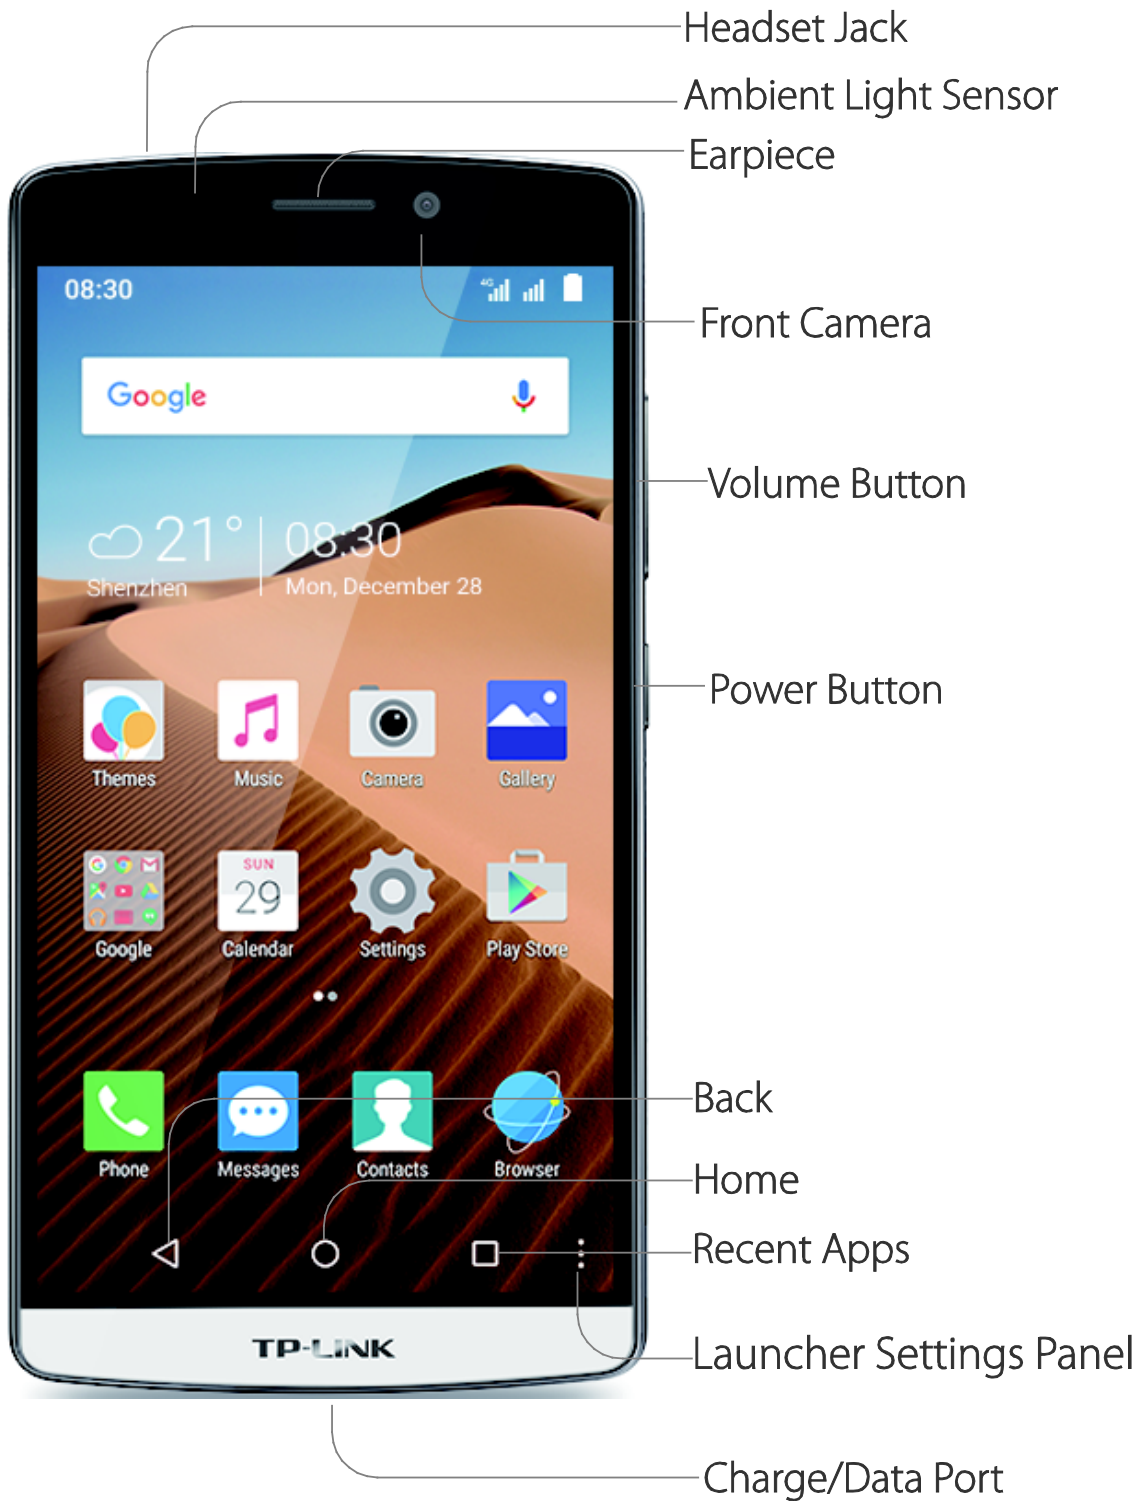 Headset Jack
Ambient Light Sensor
Earpiece
08:30
4G
Front Camera
Google
Volume Button
21°
08:30
Shenzhen
Mon, December 28
Power Button
Themes
Music
Camera
Gallery
SUN
29
Google
Calendar
Settings
Play Store
Back
Phone
Messages
Contacts
Browser
Home
Recent Apps
TP-LINK
Launcher Settings Panel
Charge/Data Port